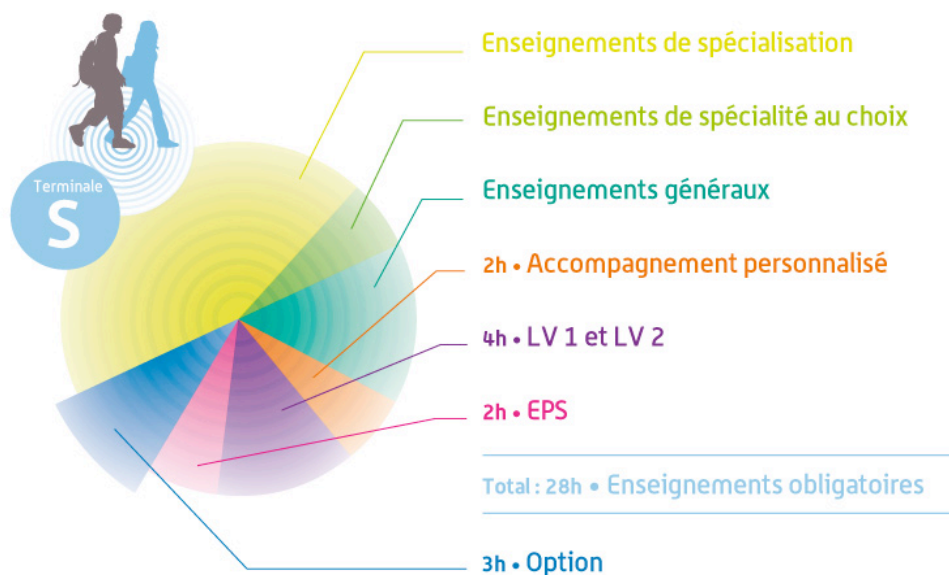 Terminale
S
Enseignements de spécialisation
Enseignements de spécialité au choix
Enseignements généraux
2h • Accompagnement personnalisé
4h • LV 1 et LV 2
2h • EPS
Total : 28h • Enseignements obligatoires
3h • Option